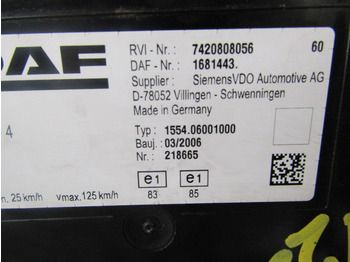 DAF
RVI - Nr. : 7420808056 60
DAF - Nr. : 1681443.
Supplier : SiemensVDO Automotive AG
D-78052 Villingen - Schwenningen
Made in Germany
4
Typ : 1554.06001000
Bauj. : 03/2006
Nr. : 218665
e1 e1
n. 25 km/h vmax. 125 km/h 83 85